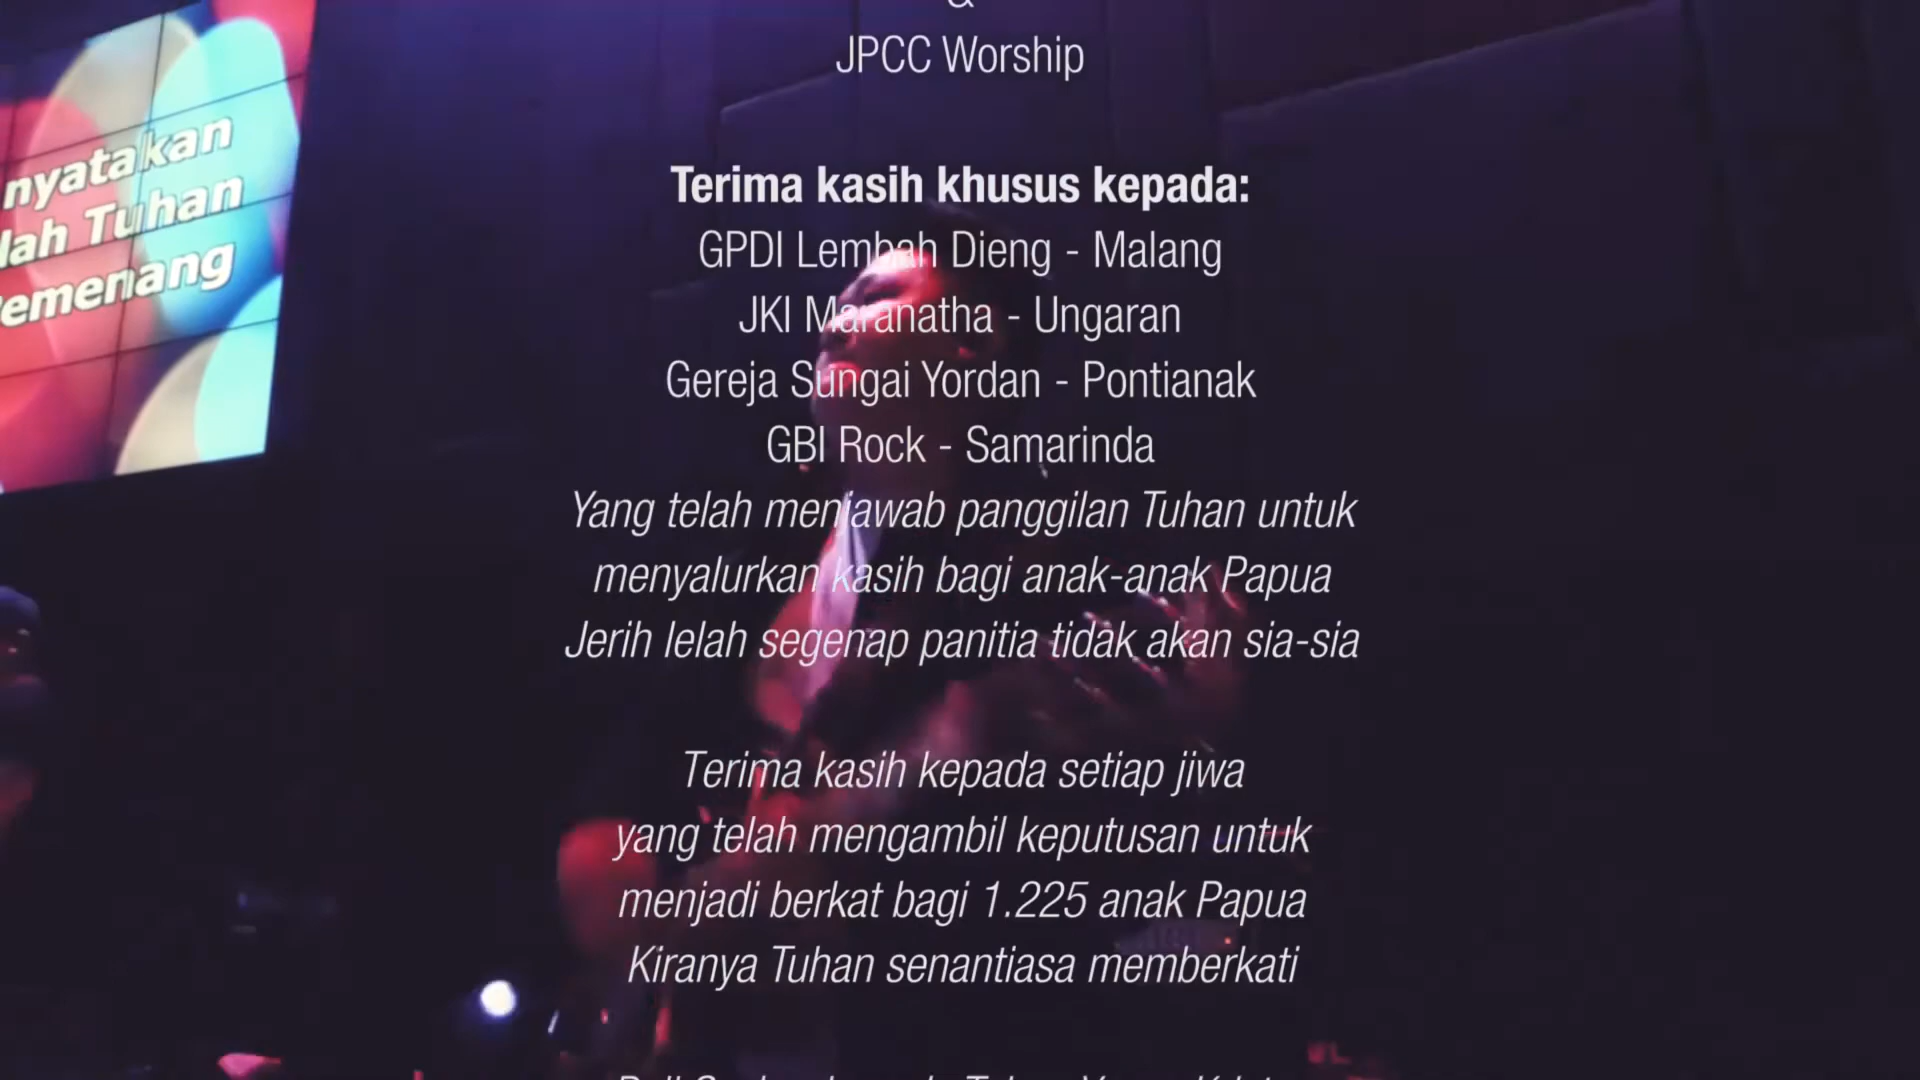 &
JPCC Worship
Terima kasih khusus kepada:
GPDI Lembah Dieng - Malang
JKI Maranatha - Ungaran
Gereja Sungai Yordan - Pontianak
GBI Rock - Samarinda
Yang telah menjawab panggilan Tuhan untuk
menyalurkan kasih bagi anak-anak Papua
Jerih lelah segenap panitia tidak akan sia-sia
Terima kasih kepada setiap jiwa
yang telah mengambil keputusan untuk
menjadi berkat bagi 1.225 anak Papua
Kiranya Tuhan senantiasa memberkati
nyatakan
lah Tuhan
emenang